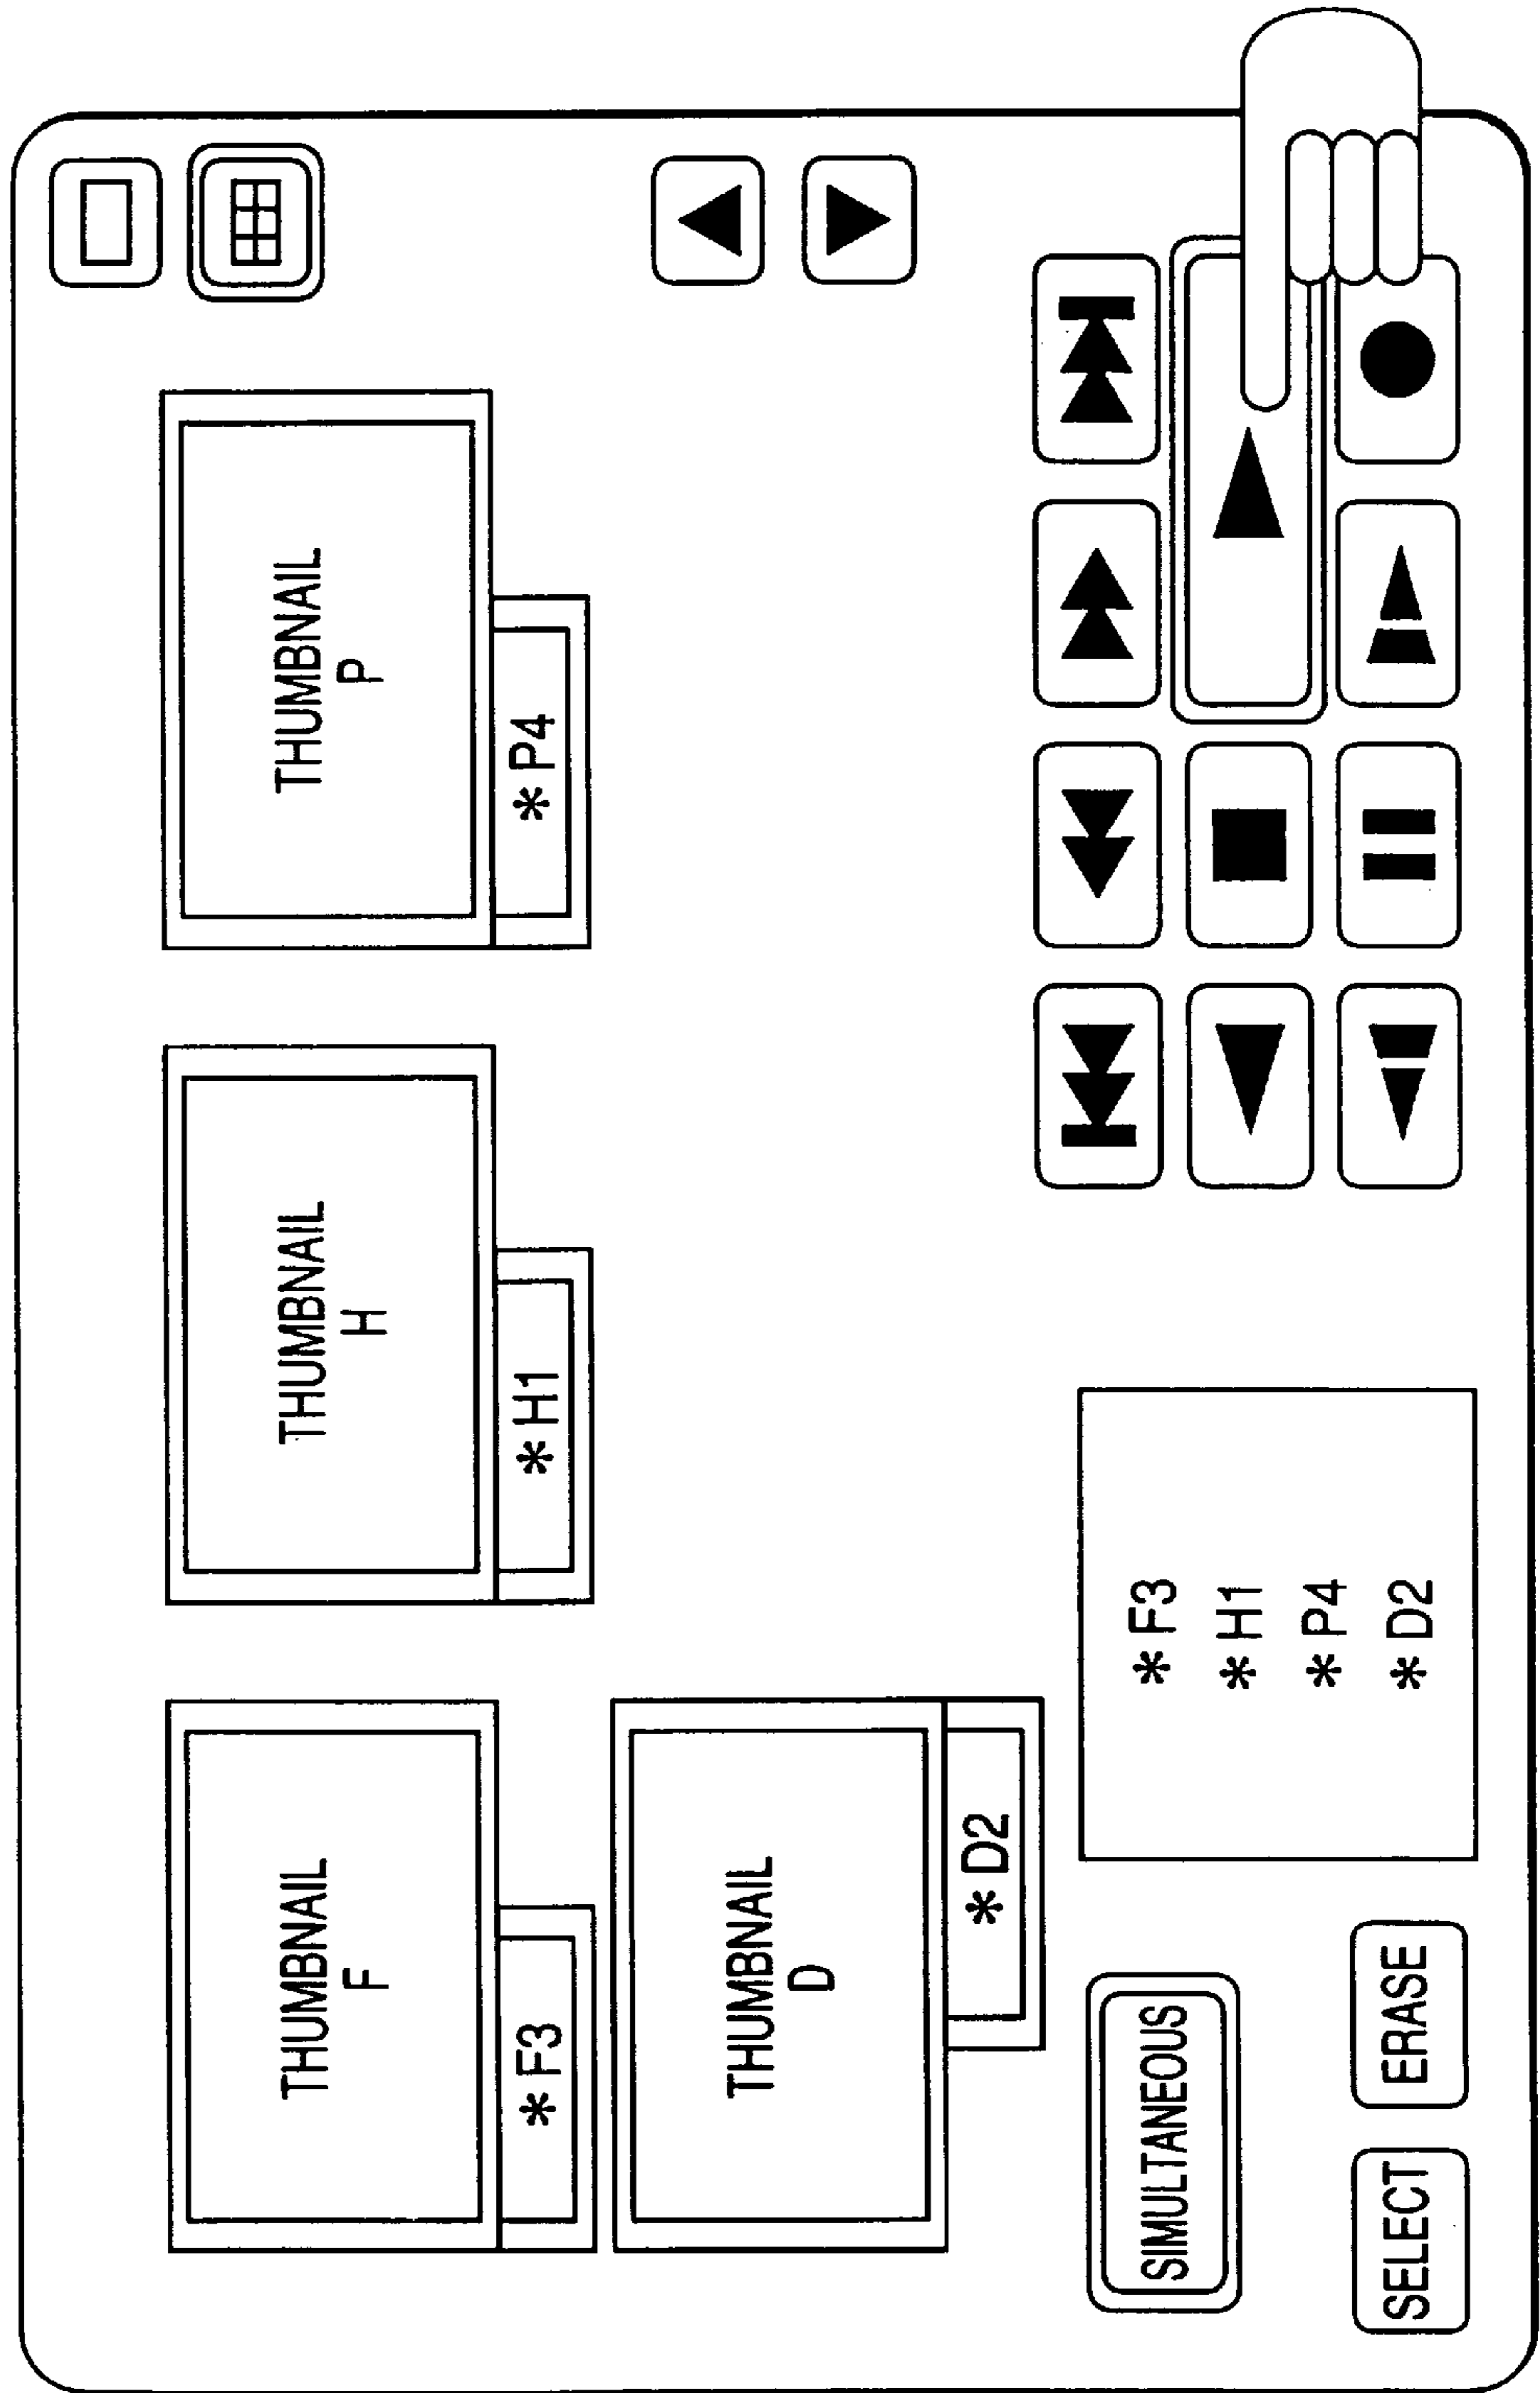 THUMBNAIL
F
*F3
THUMBNAIL
H
*H1
THUMBNAIL
P
*P4
THUMBNAIL
D
*D2
SIMULTANEOUS
SELECT
ERASE
*F3
*H1
*P4
*D2